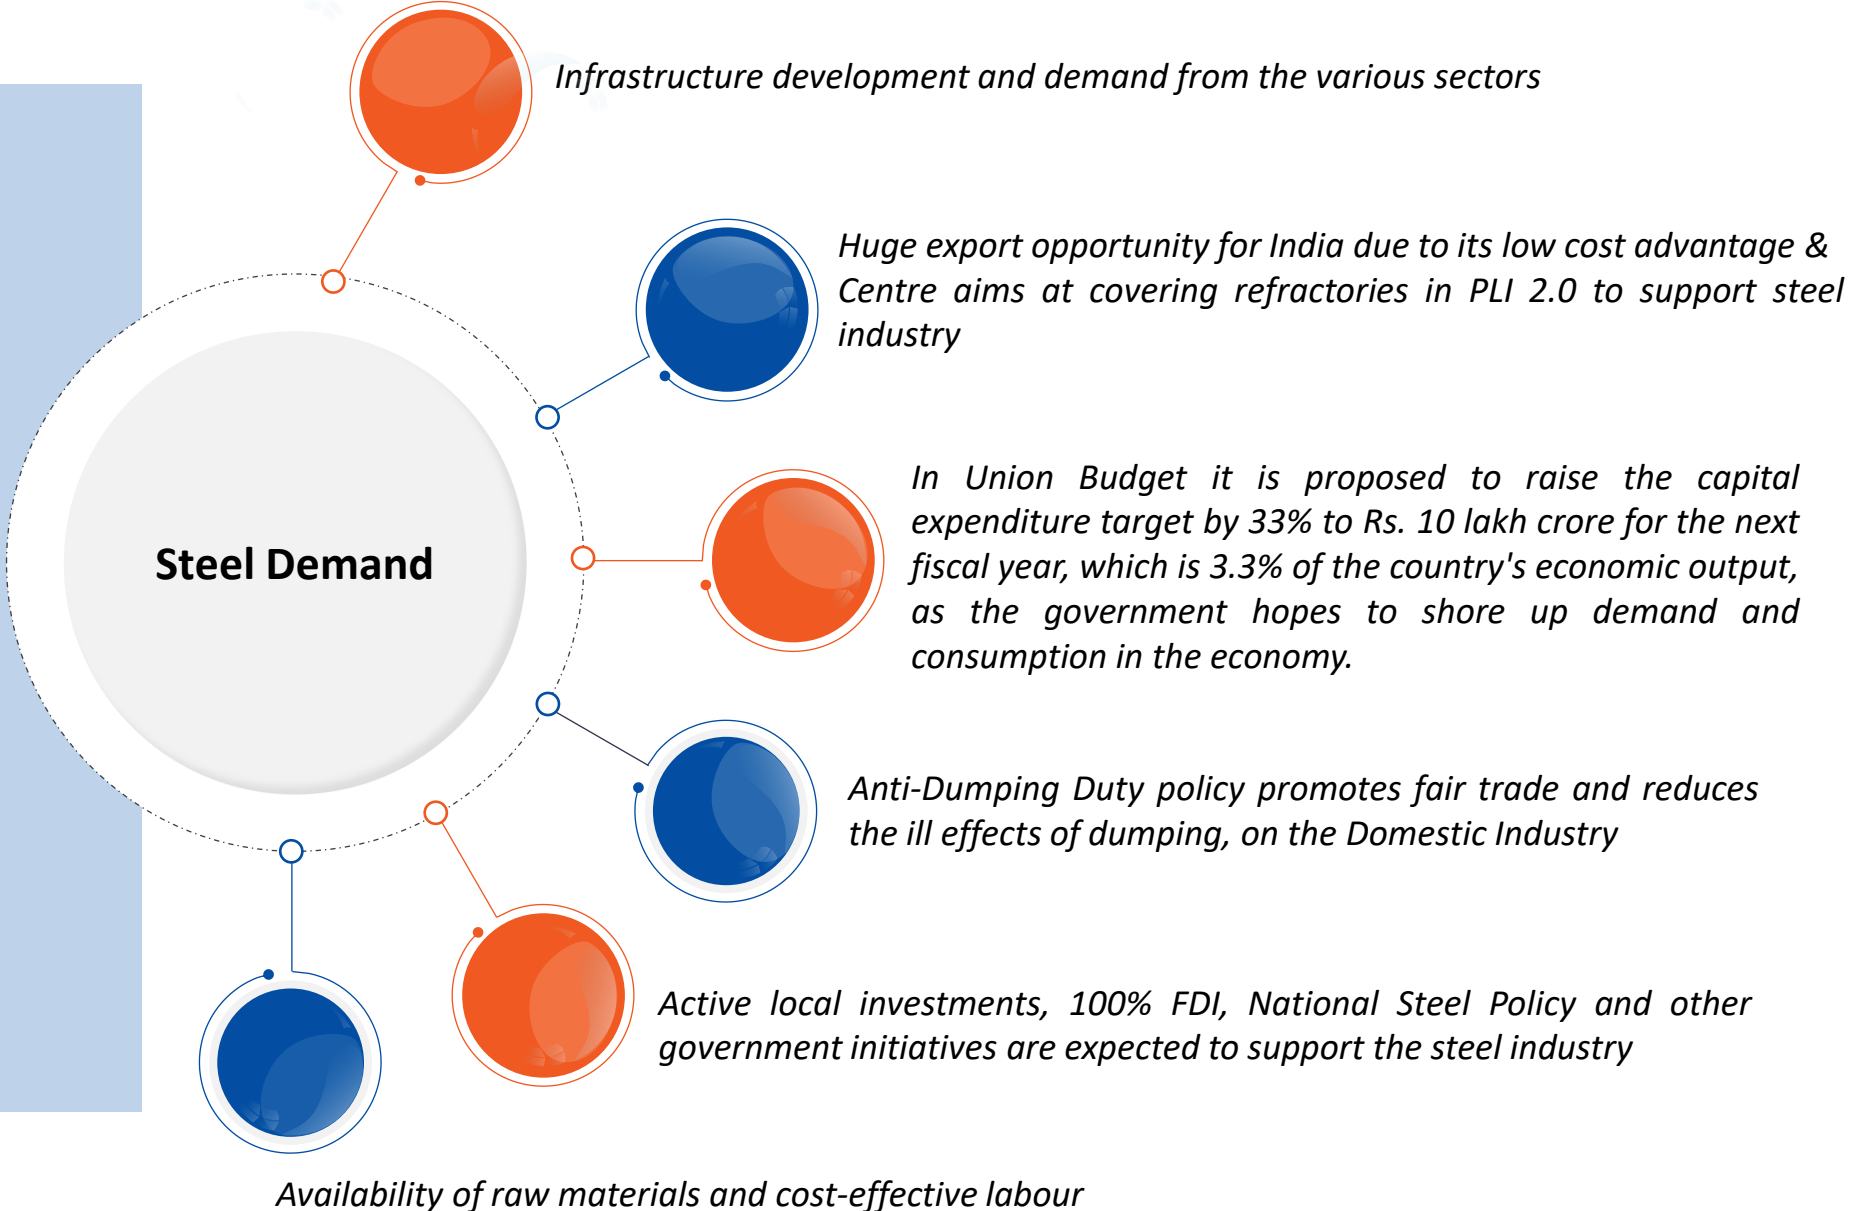 Infrastructure development and demand from the various sectors
Huge export opportunity for India due to its low cost advantage &
Centre aims at covering refractories in PLI 2.0 to support steel
industry
In Union Budget it is proposed to raise the capital
expenditure target by 33% to Rs. 10 lakh crore for the next
fiscal year, which is 3.3% of the country's economic output,
as the government hopes to shore up demand and
consumption in the economy.
Steel Demand
Anti-Dumping Duty policy promotes fair trade and reduces
the ill effects of dumping, on the Domestic Industry
Active local investments, 100% FDI, National Steel Policy and other
government initiatives are expected to support the steel industry
Availability of raw materials and cost-effective labour